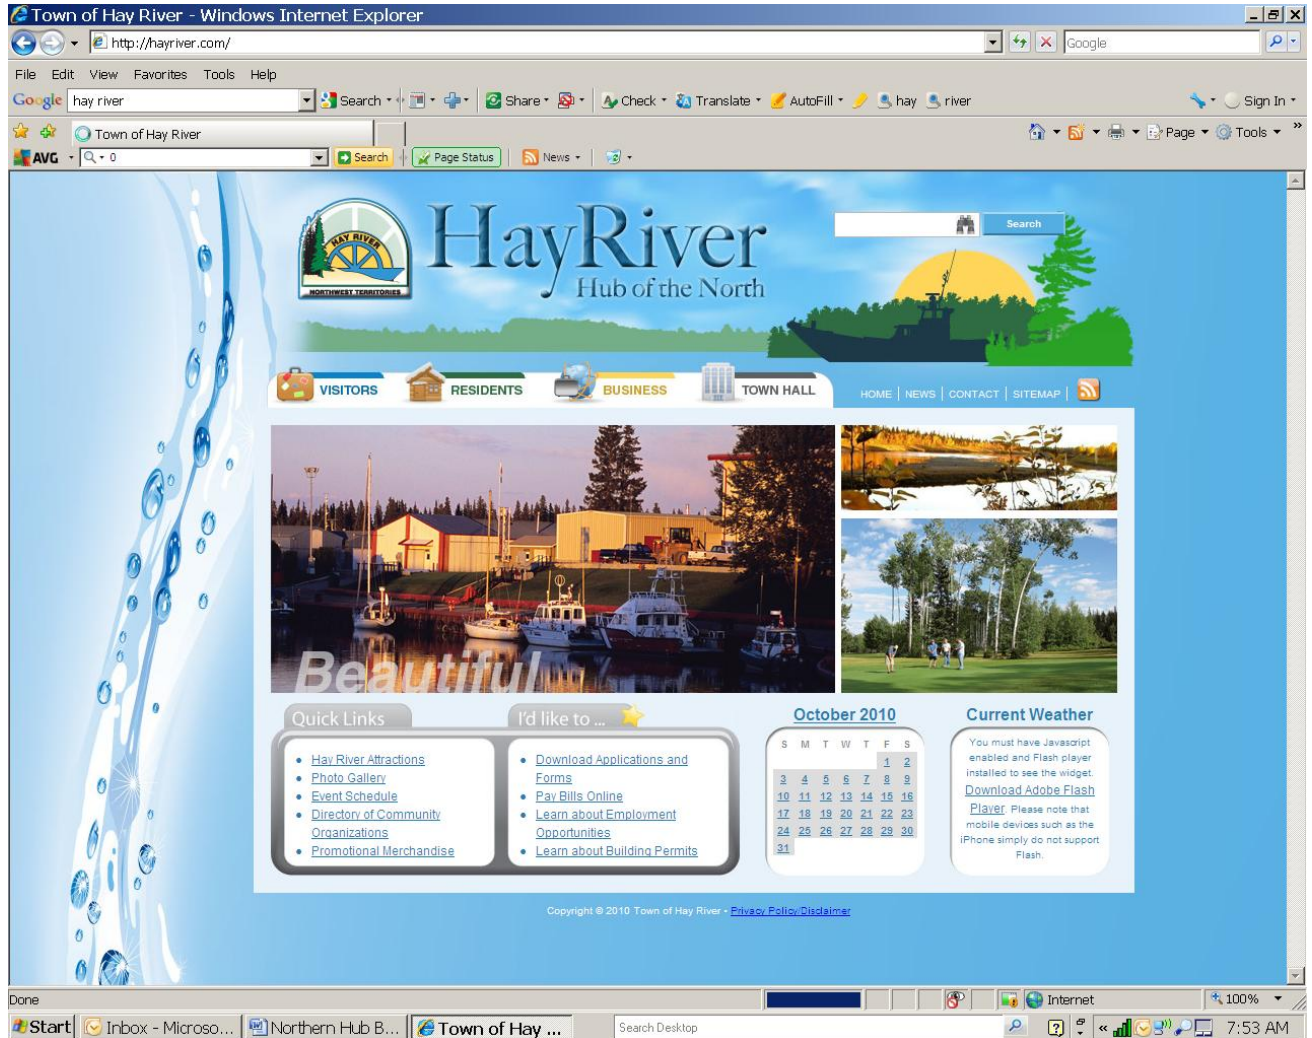 Town of Hay River - Windows Internet Explorer
http://hayriver.com/
Google
File Edit View Favorites Tools Help
Google hay river Search Share Check Translate AutoFill hay river Sign In
Town of Hay River Page Tools
AVG 0 Search Page Status News
HAY RIVER
NORTHWEST TERRITORIES
HayRiver
Hub of the North
Search
VISITORS RESIDENTS BUSINESS TOWN HALL HOME | NEWS | CONTACT | SITEMAP |
Beautiful
Quick Links
Hay River Attractions
Photo Gallery
Event Schedule
Directory of Community
Organizations
Promotional Merchandise
I'd like to ...
Download Applications and
Forms
Pay Bills Online
Learn about Employment
Opportunities
Learn about Building Permits
October 2010
S M T W T F S
1 2
3 4 5 6 7 8 9
10 11 12 13 14 15 16
17 18 19 20 21 22 23
24 25 26 27 28 29 30
31
Current Weather
You must have Javascript
enabled and Flash player
installed to see the widget.
Download Adobe Flash
Player. Please note that
mobile devices such as the
iPhone simply do not support
Flash.
Copyright © 2010 Town of Hay River • Privacy Policy/Disclaimer
Done Internet 100%
Start Inbox - Microso... Northern Hub B... Town of Hay ... Search Desktop 7:53 AM